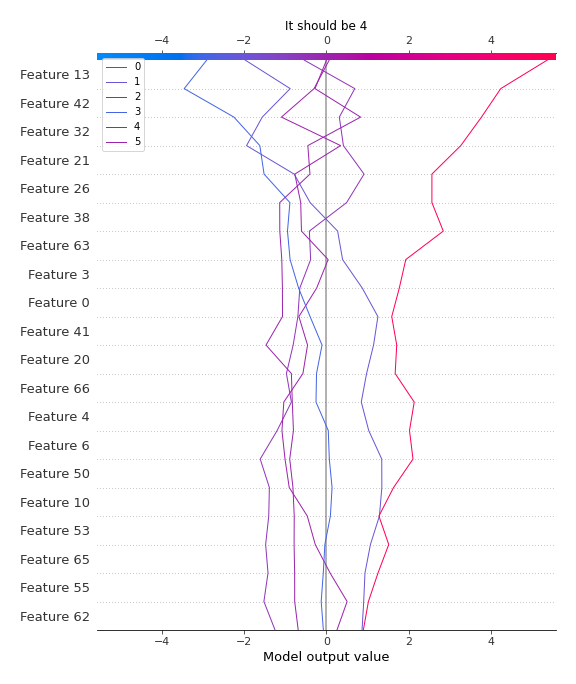 It should be 4
−4 −2 0 2 4
0
1
2
3
4
5
Feature 13
Feature 42
Feature 32
Feature 21
Feature 26
Feature 38
Feature 63
Feature 3
Feature 0
Feature 41
Feature 20
Feature 66
Feature 4
Feature 6
Feature 50
Feature 10
Feature 53
Feature 65
Feature 55
Feature 62
−4 −2 0 2 4
Model output value